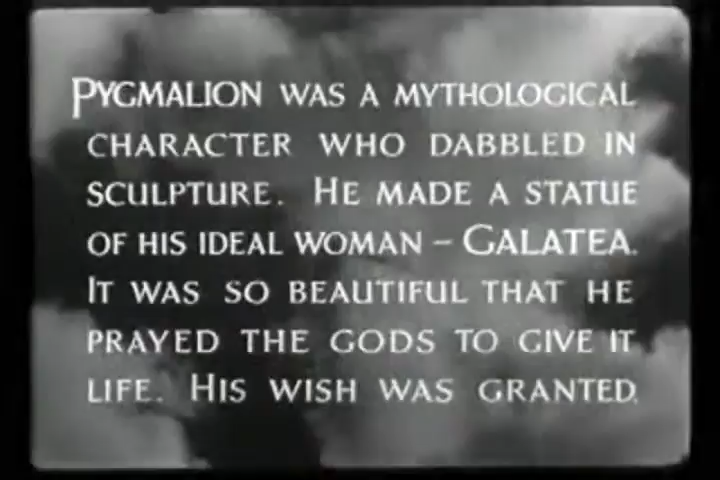 PYGMALION WAS A MYTHOLOGICAL
CHARACTER WHO DABBLED IN
SCULPTURE. HE MADE A STATUE
OF HIS IDEAL WOMAN – GALATEA.
IT WAS SO BEAUTIFUL THAT HE
PRAYED THE GODS TO GIVE IT
LIFE. HIS WISH WAS GRANTED.